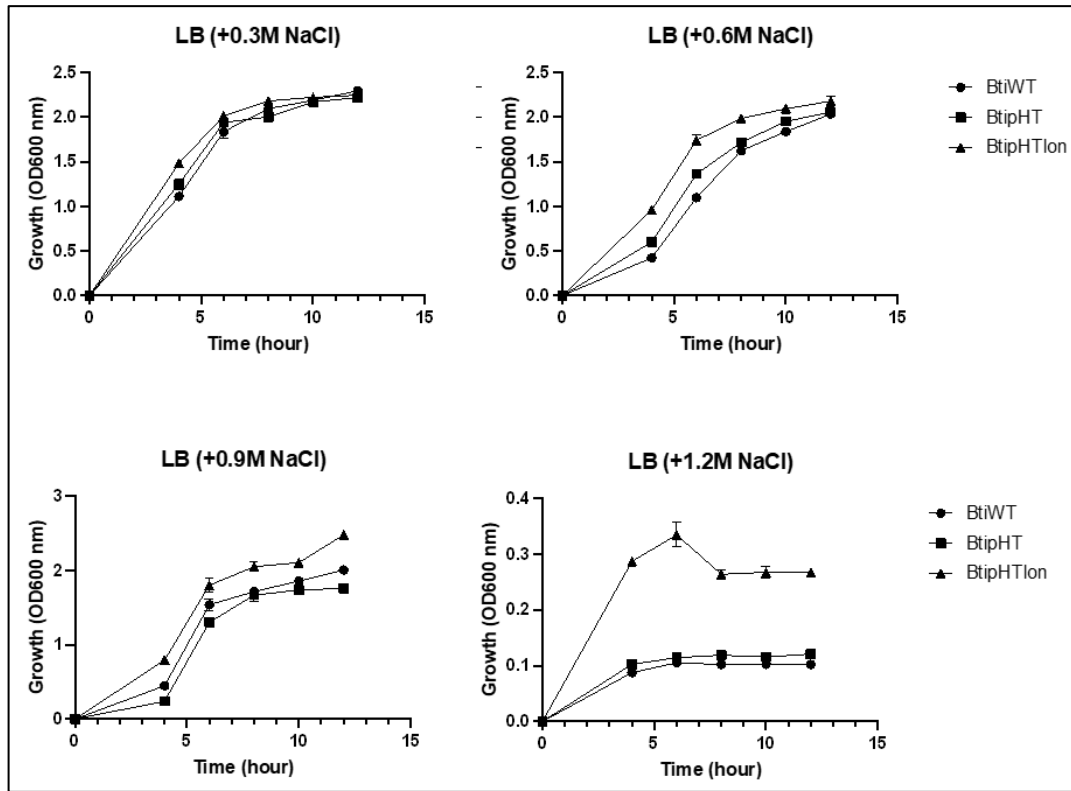 LB (+0.3M NaCl)
Growth (OD600 nm)
2.5
2.0
1.5
1.0
0.5
0.0
0 5 10 15
Time (hour)
LB (+0.6M NaCl)
Growth (OD600 nm)
2.5
2.0
1.5
1.0
0.5
0.0
0 5 10 15
Time (hour)
BtiWT
BtipHT
BtipHTlon
LB (+0.9M NaCl)
Growth (OD600 nm)
3
2
1
0
0 5 10 15
Time (hour)
LB (+1.2M NaCl)
Growth (OD600 nm)
0.4
0.3
0.2
0.1
0.0
0 5 10 15
Time (hour)
BtiWT
BtipHT
BtipHTlon